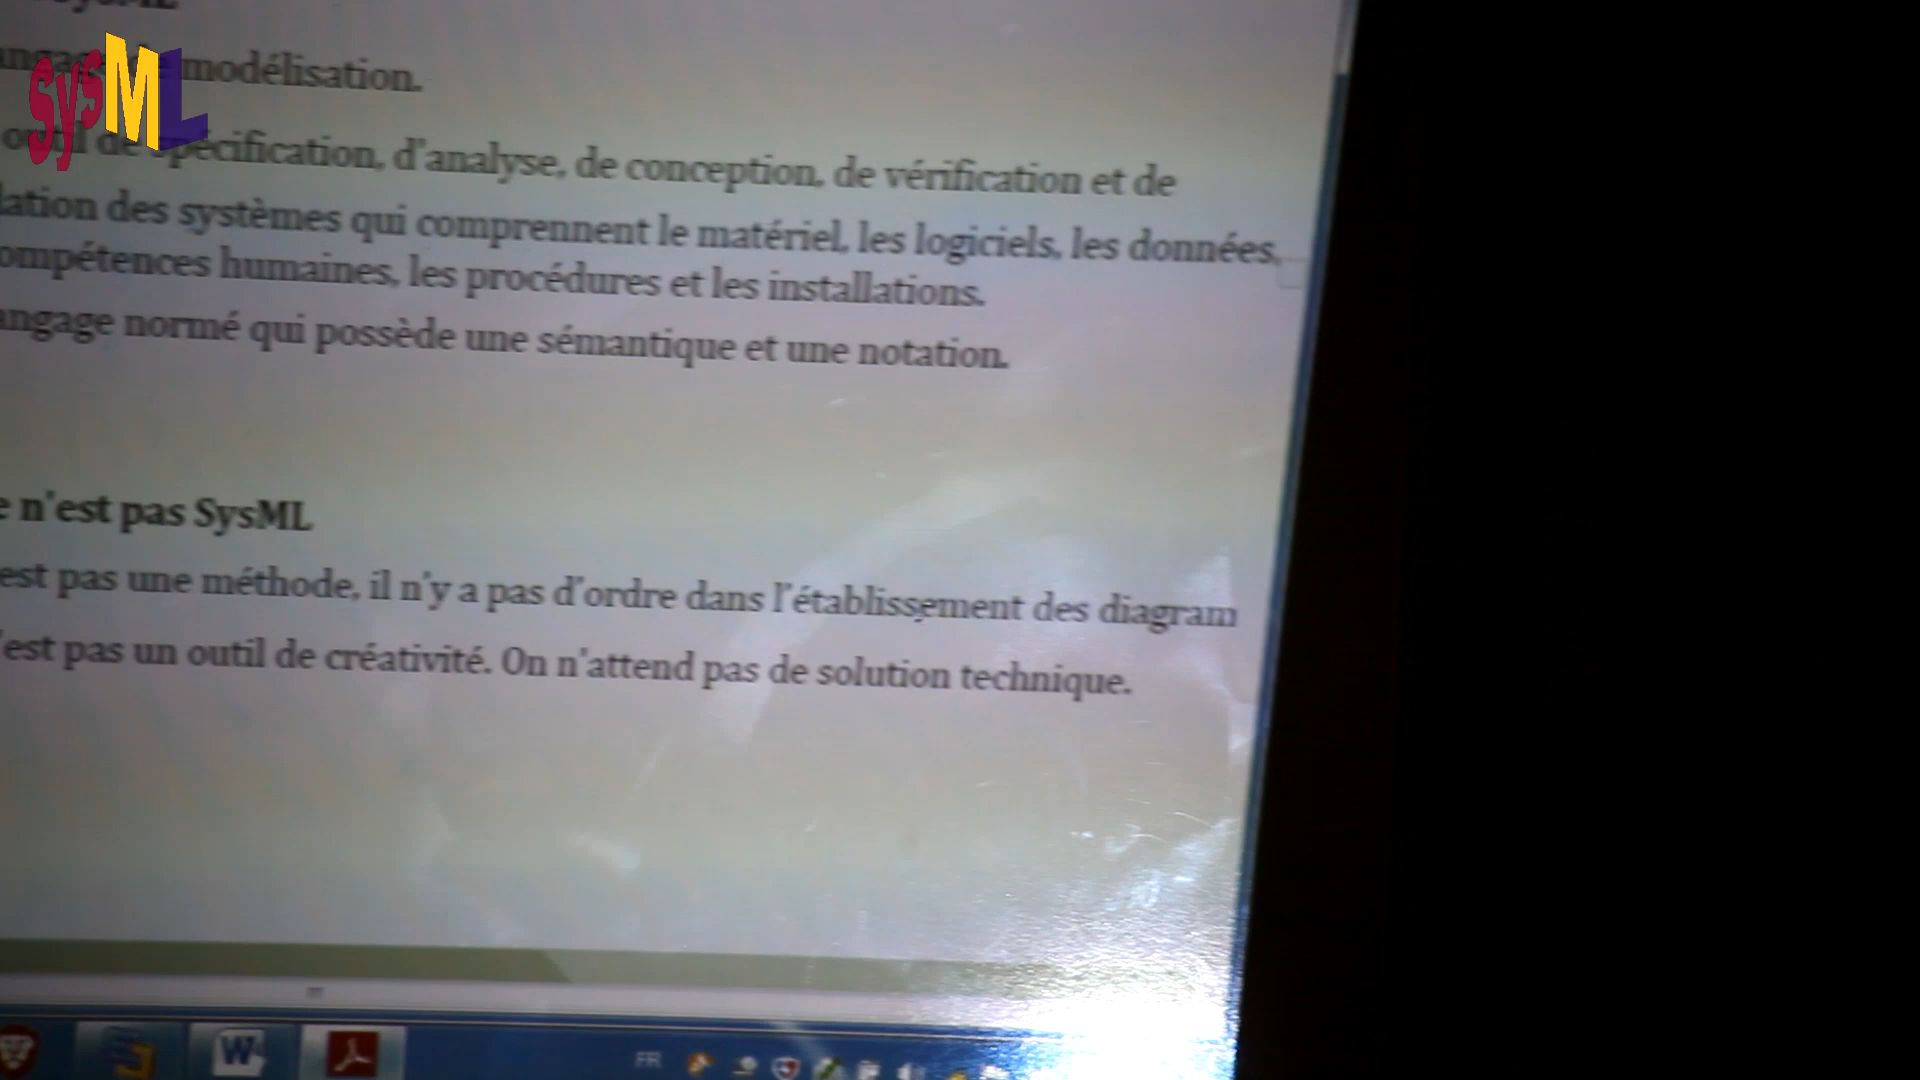 SysML
modélisation.
de spécification, d'analyse, de conception, de vérification et de
lation des systèmes qui comprennent le matériel, les logiciels, les données,
ompétences humaines, les procédures et les installations.
angage normé qui possède une sémantique et une notation.
e n'est pas SysML
est pas une méthode, il n'y a pas d'ordre dans l'établissement des diagram
'est pas un outil de créativité. On n'attend pas de solution technique.
FR